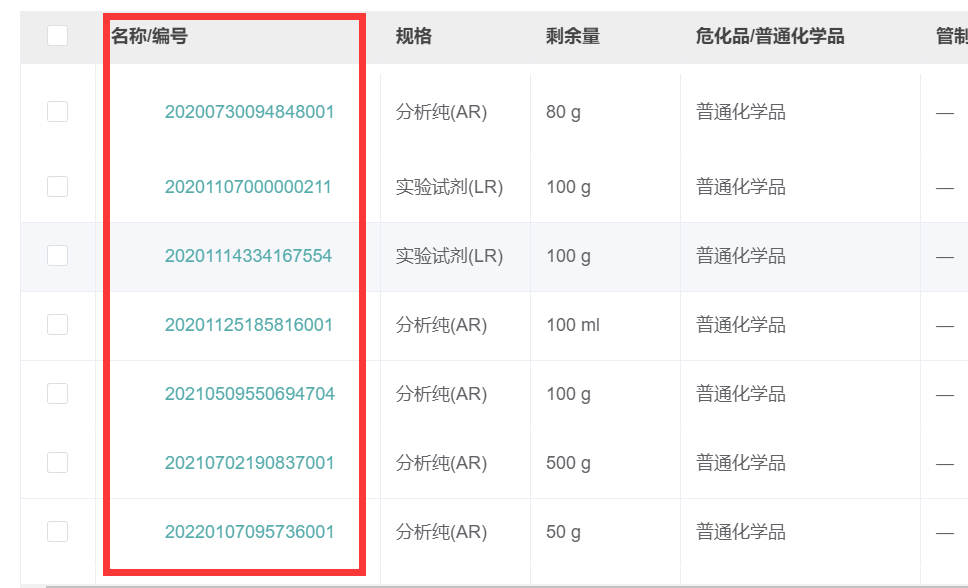 名称/编号 规格 剩余量 危化品/普通化学品 管制
20200730094848001 分析纯(AR) 80 g 普通化学品 —
20201107000000211 实验试剂(LR) 100 g 普通化学品 —
20201114334167554 实验试剂(LR) 100 g 普通化学品 —
20201125185816001 分析纯(AR) 100 ml 普通化学品 —
20210509550694704 分析纯(AR) 100 g 普通化学品 —
20210702190837001 分析纯(AR) 500 g 普通化学品 —
20220107095736001 分析纯(AR) 50 g 普通化学品 —